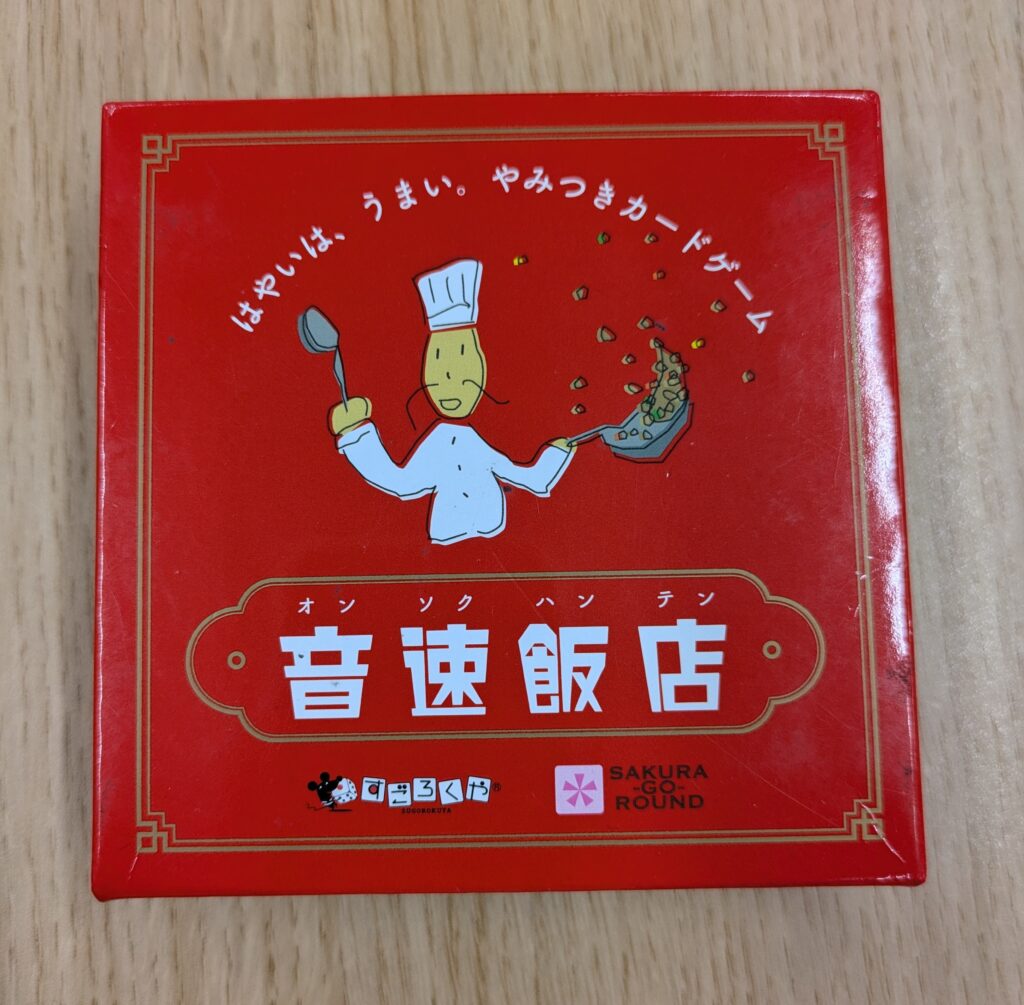 はやいは、うまい。やみつきカードゲーム
オン ソク ハン テン
音速飯店
すごろくや®
SUGOROKUYA
SAKURA
-GO-
ROUND